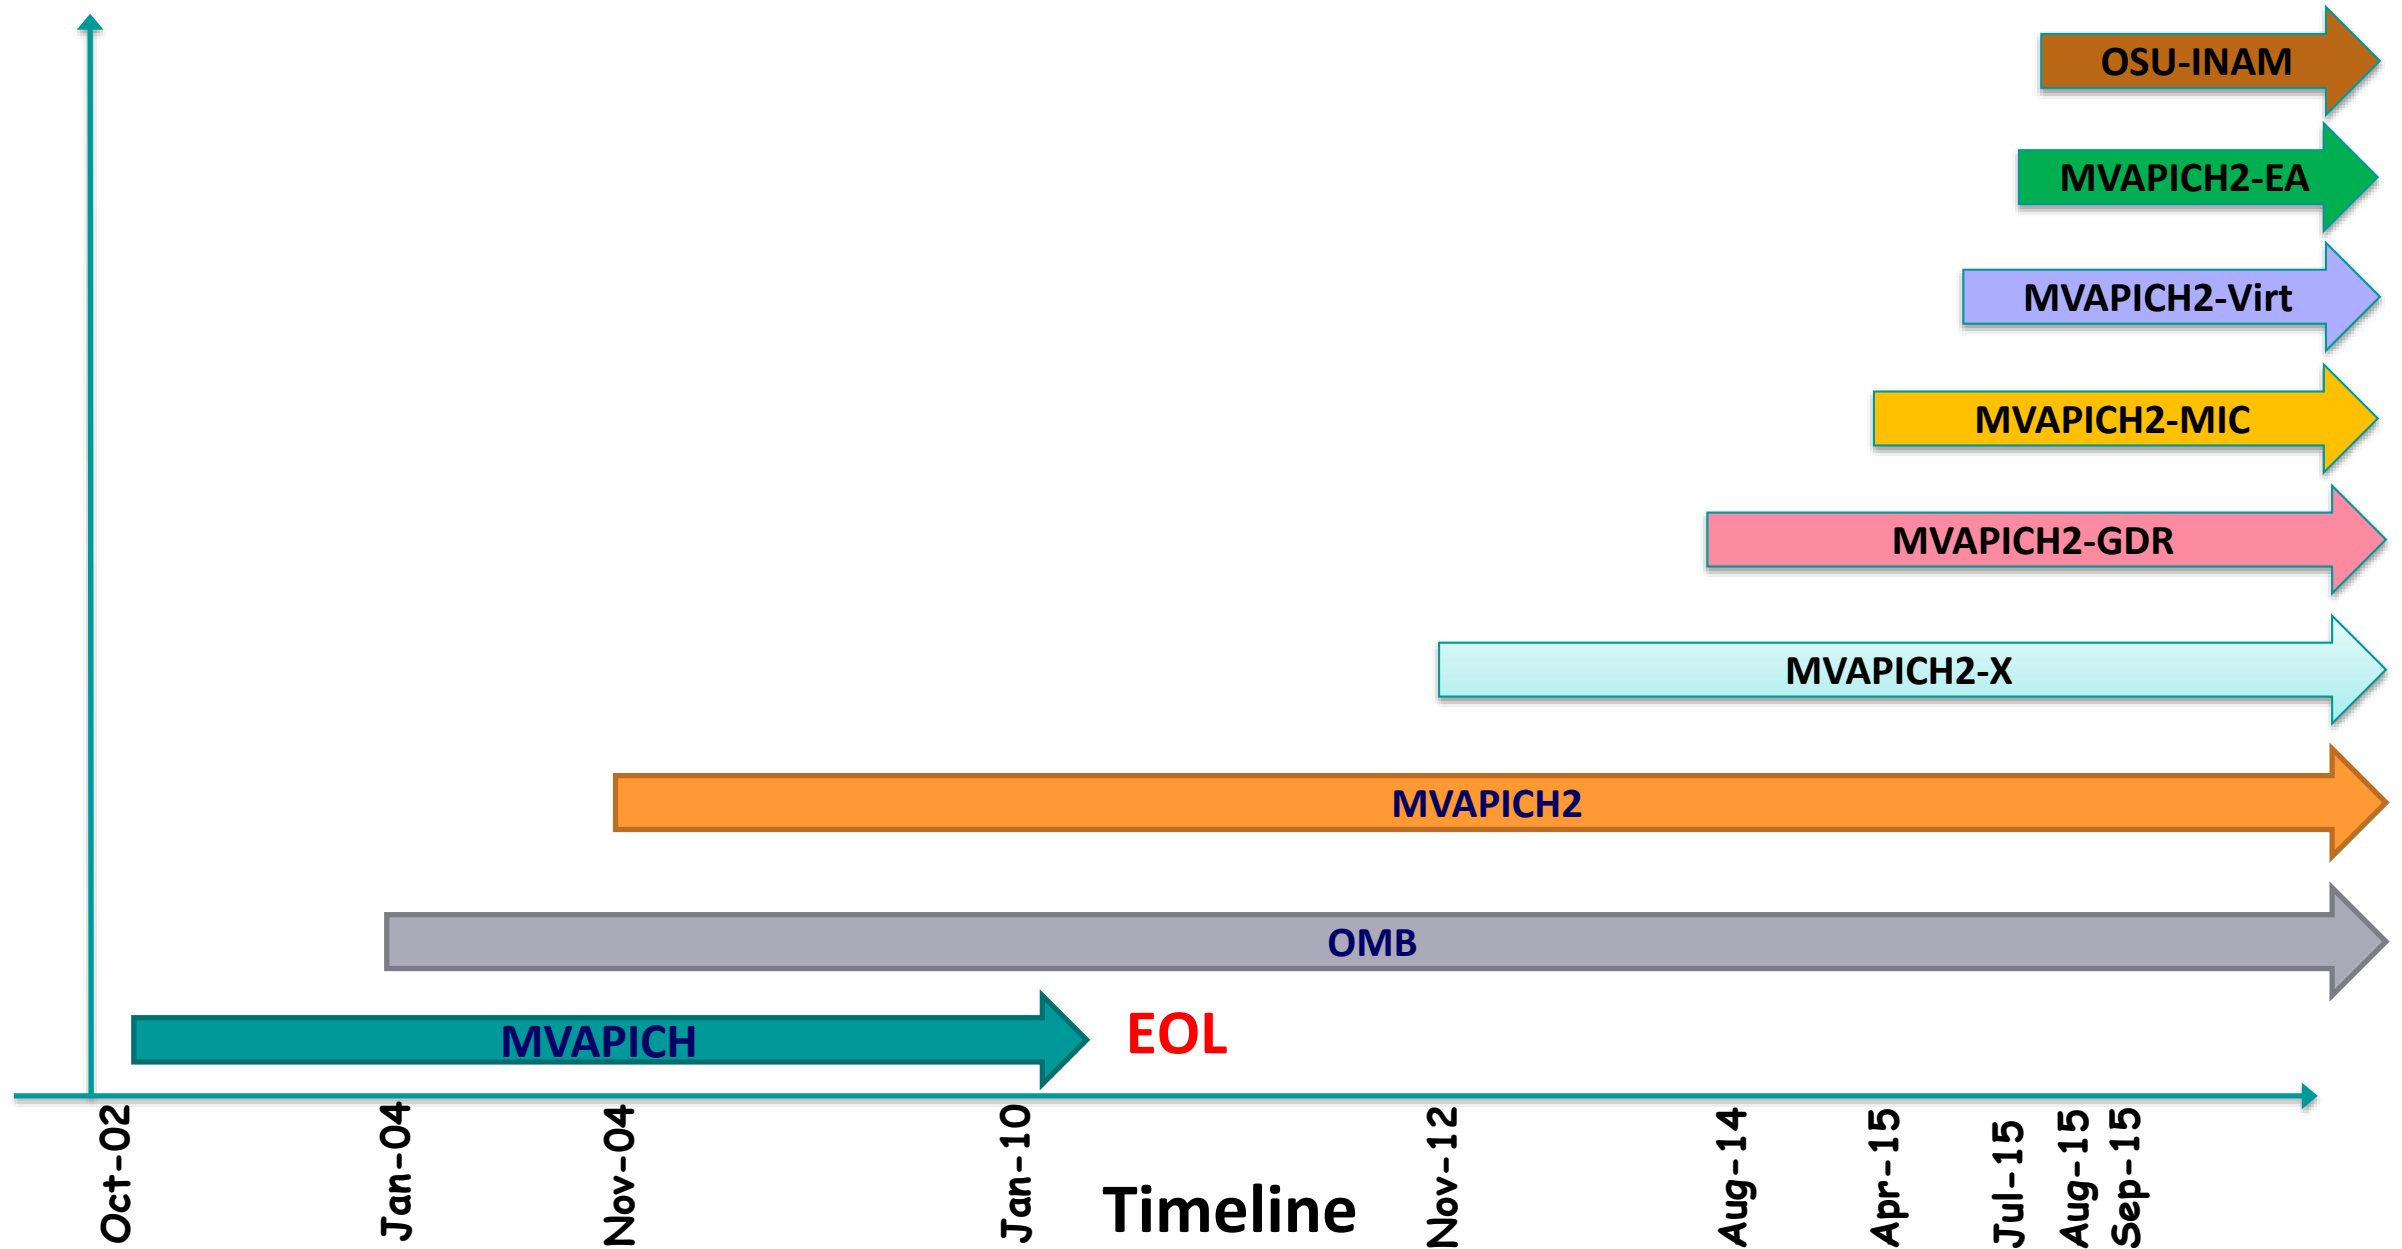 OSU-INAM
MVAPICH2-EA
MVAPICH2-Virt
MVAPICH2-MIC
MVAPICH2-GDR
MVAPICH2-X
MVAPICH2
OMB
MVAPICH
EOL
Oct-02
Jan-04
Nov-04
Jan-10
Timeline
Nov-12
Aug-14
Apr-15
Jul-15
Aug-15
Sep-15